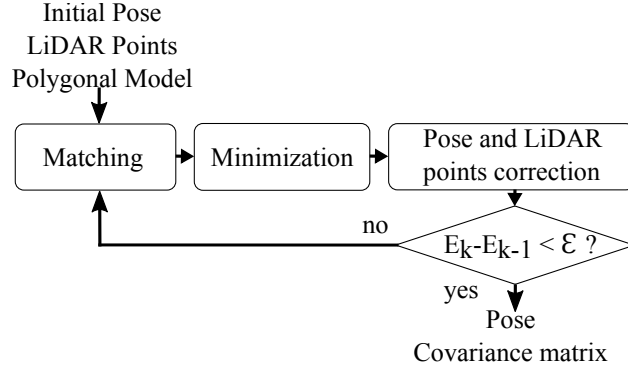 Initial Pose
LiDAR Points
Polygonal Model
Matching
Minimization
Pose and LiDAR
points correction
no
Ek-Ek-1 < ε ?
yes
Pose
Covariance matrix